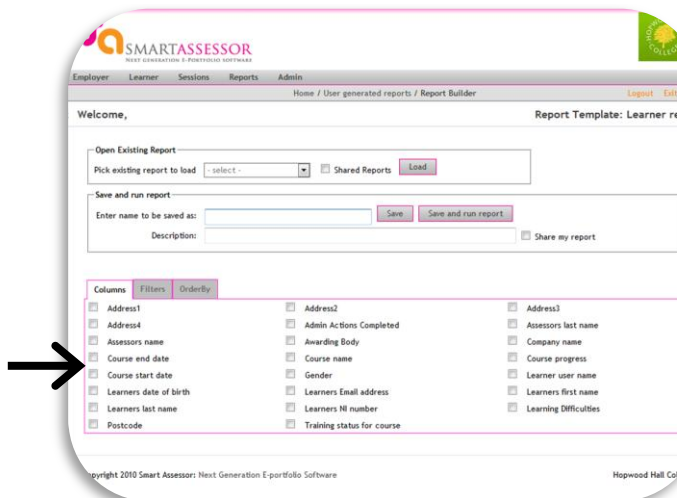 SMARTASSESSOR
NEXT GENERATION E-PORTFOLIO SOFTWARE
HOPWOOD
COLLEGE
Employer Learner Sessions Reports Admin
Home / User generated reports / Report Builder Logout Exit
Welcome, Report Template: Learner re
Open Existing Report
Pick existing report to load - select - Shared Reports Load
Save and run report
Enter name to be saved as: Save Save and run report
Description: Share my report
Columns Filters OrderBy
Address1 Address2 Address3
Address4 Admin Actions Completed Assessors last name
Assessors name Awarding Body Company name
Course end date Course name Course progress
Course start date Gender Learner user name
Learners date of birth Learners Email address Learners first name
Learners last name Learners NI number Learning Difficulties
Postcode Training status for course
opyright 2010 Smart Assessor: Next Generation E-portfolio Software Hopwood Hall Col